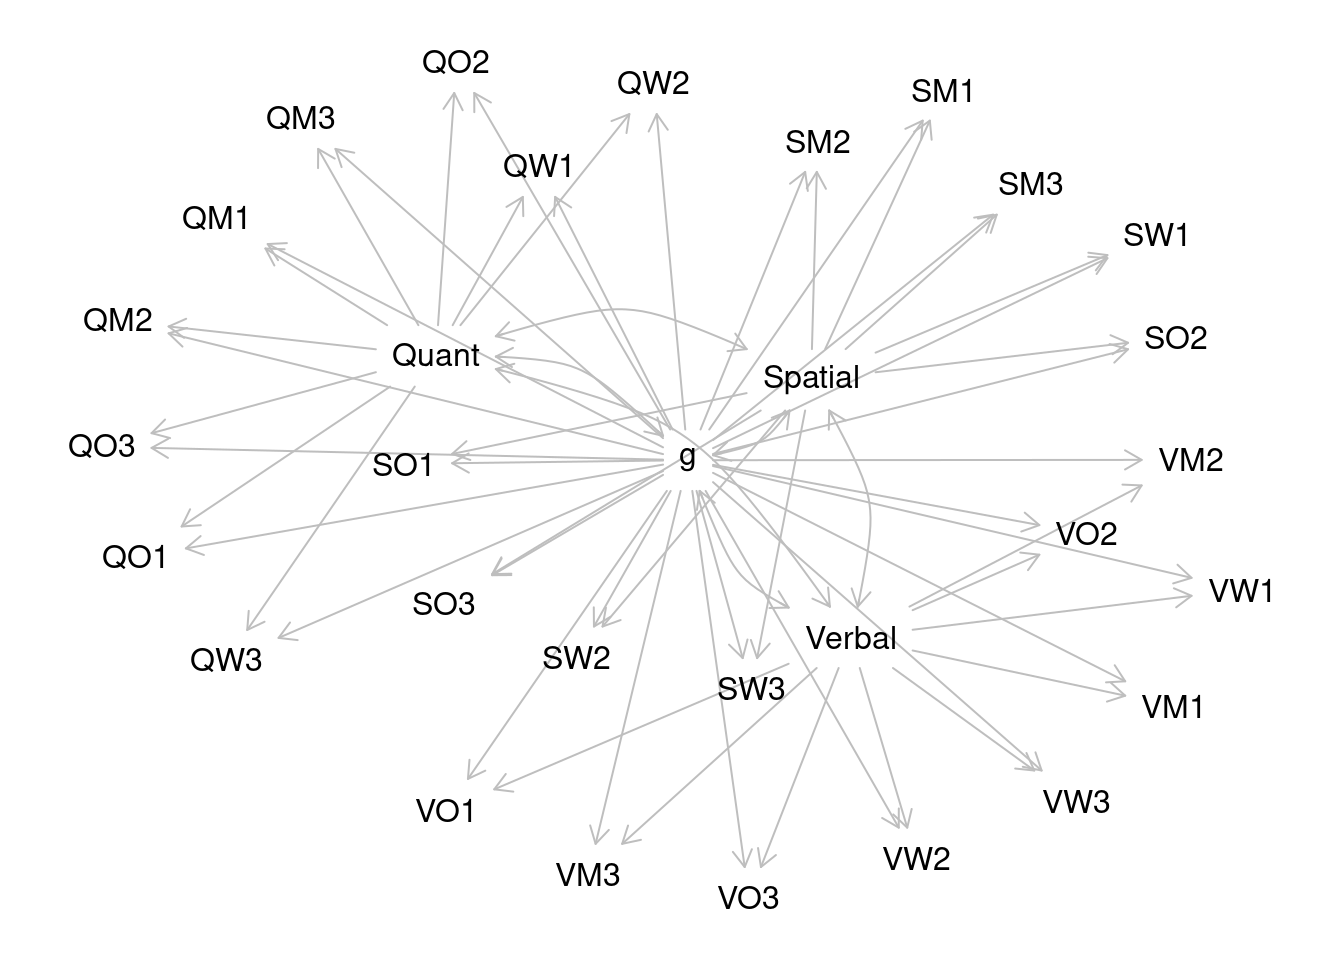 QO2
QW2
SM1
QM3
SM2
QW1
SM3
QM1
SW1
QM2
SO2
Quant
Spatial
QO3
SO1
g
VM2
VO2
QO1
VW1
SO3
Verbal
QW3
SW2
SW3
VM1
VW3
VO1
VW2
VM3
VO3